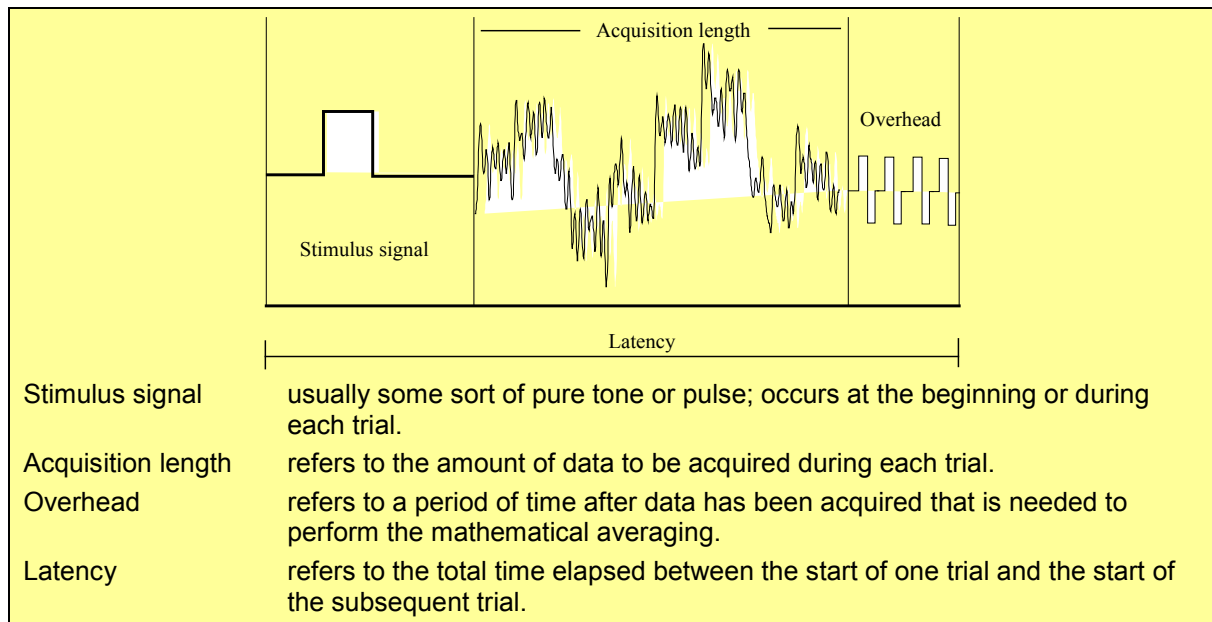 Acquisition length
Overhead
Stimulus signal
Latency
Stimulus signal usually some sort of pure tone or pulse; occurs at the beginning or during
each trial.
Acquisition length refers to the amount of data to be acquired during each trial.
Overhead refers to a period of time after data has been acquired that is needed to
perform the mathematical averaging.
Latency refers to the total time elapsed between the start of one trial and the start of
the subsequent trial.